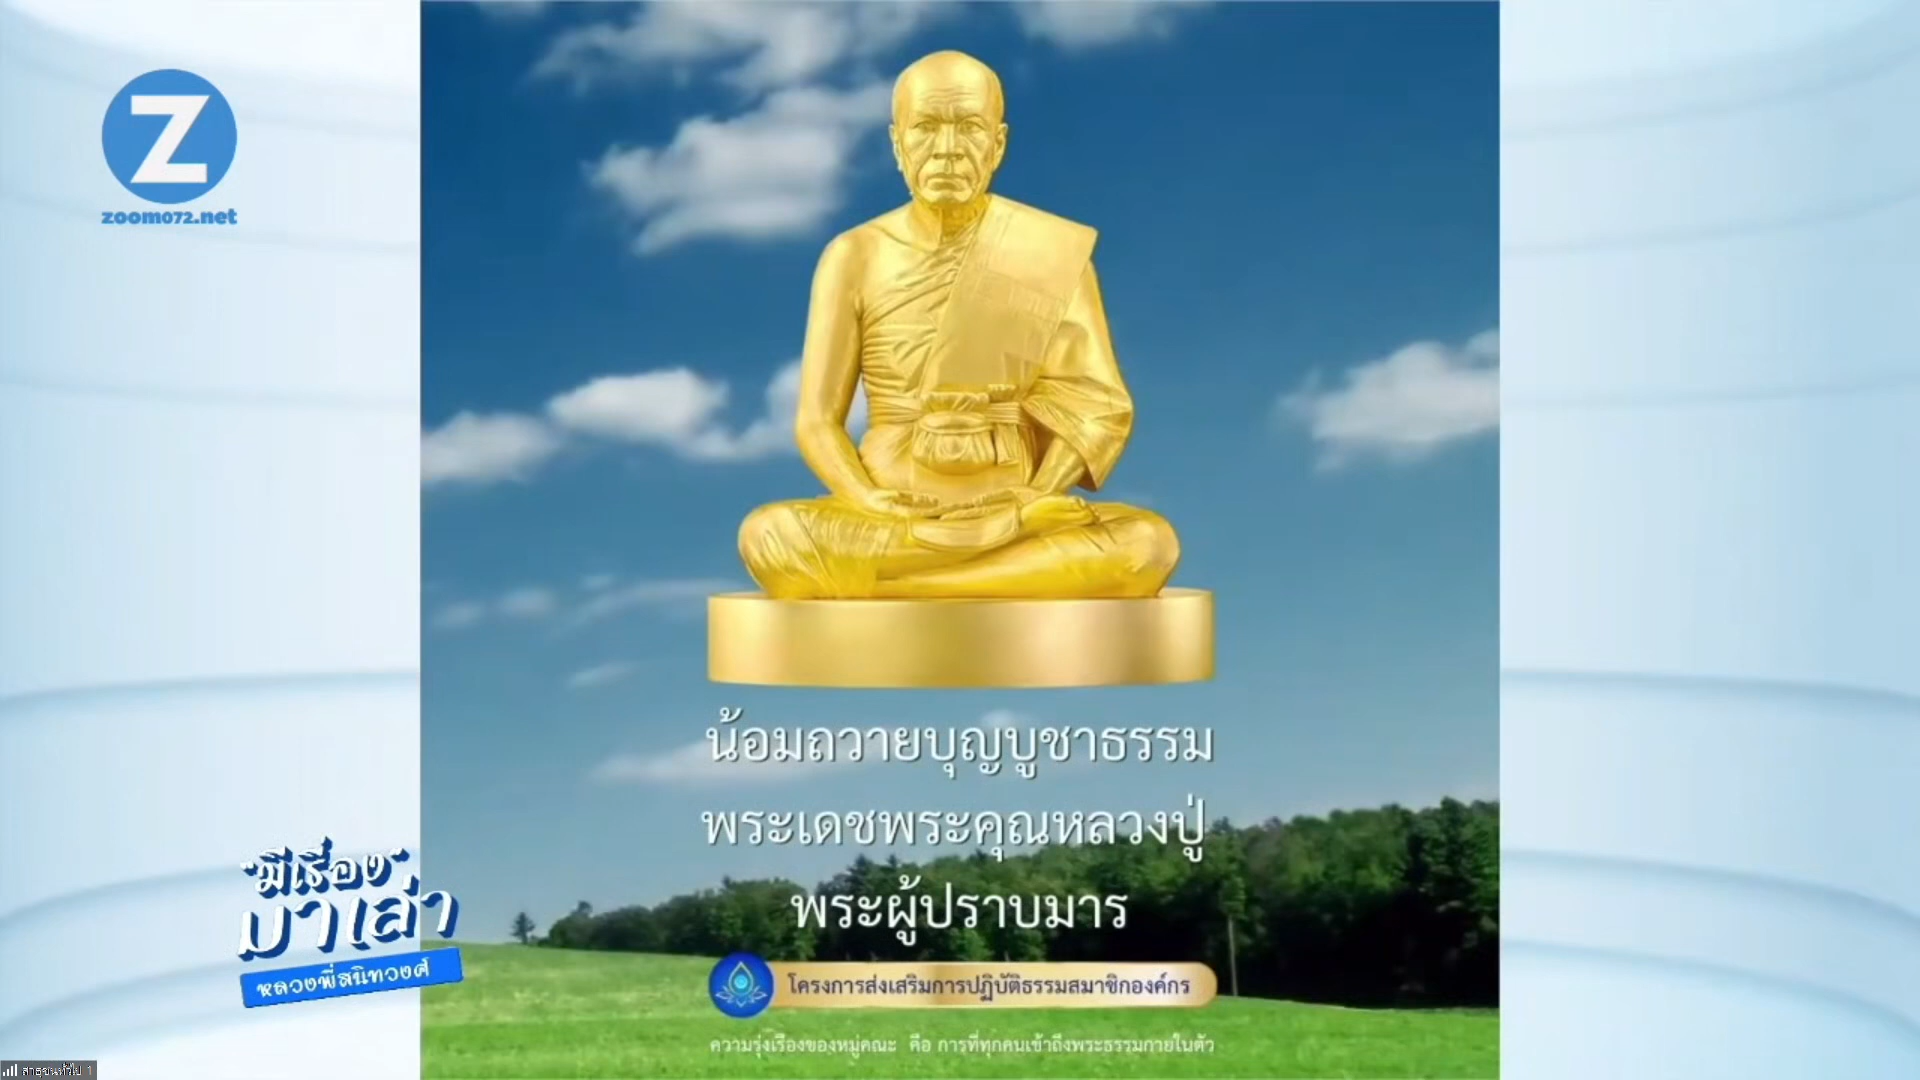 Z
zoom072.net
น้อมถวายบุญบูชาธรรม
พระเดชพระคุณหลวงปู่
พระผู้ปราบมาร
"มีเรื่อง"
มาเล่า
หลวงพี่สนิทวงศ์
โครงการส่งเสริมการปฏิบัติธรรมสมาชิกองค์กร
ความรุ่งเรืองของหมู่คณะ คือ การที่ทุกคนเข้าถึงพระธรรมกายในตัว